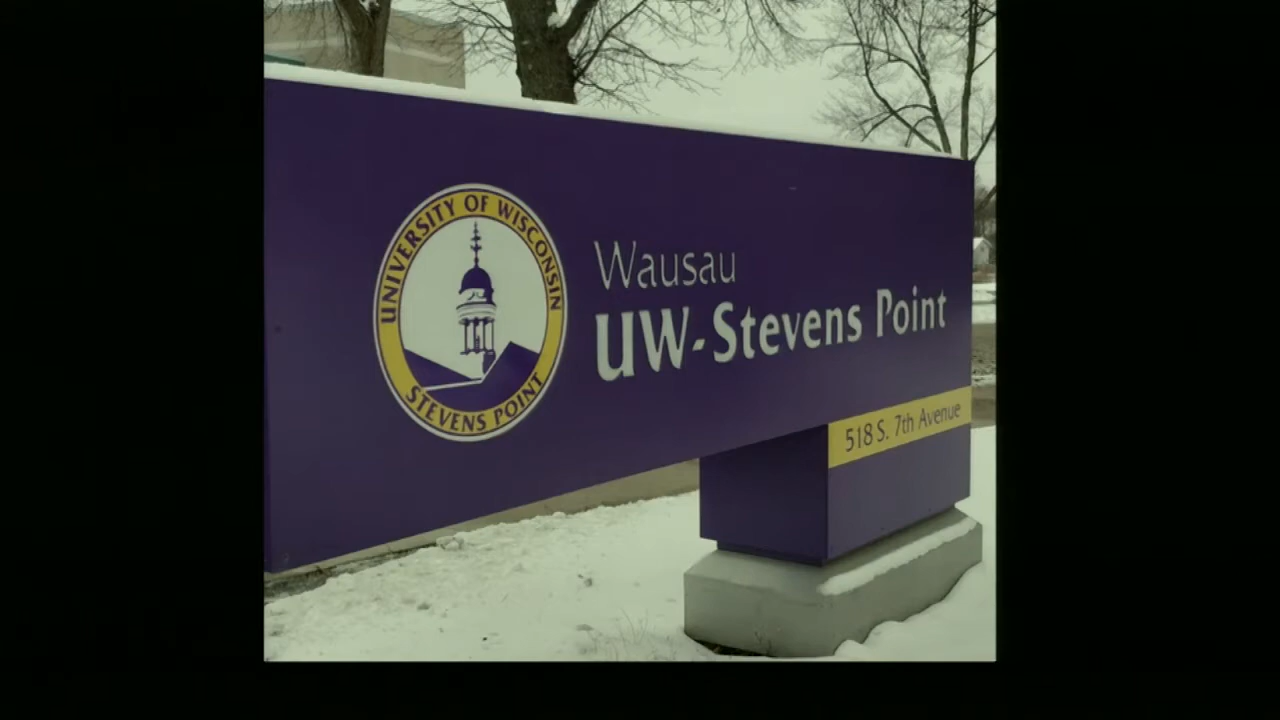 UNIVERSITY OF WISCONSIN
STEVENS POINT
Wausau
UW-Stevens Point
518 S. 7th Avenue